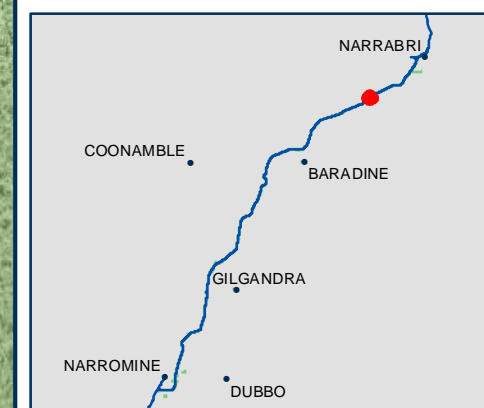 NARRABRI
COONAMBLE
BARADINE
GILGANDRA
NARROMINE
DUBBO